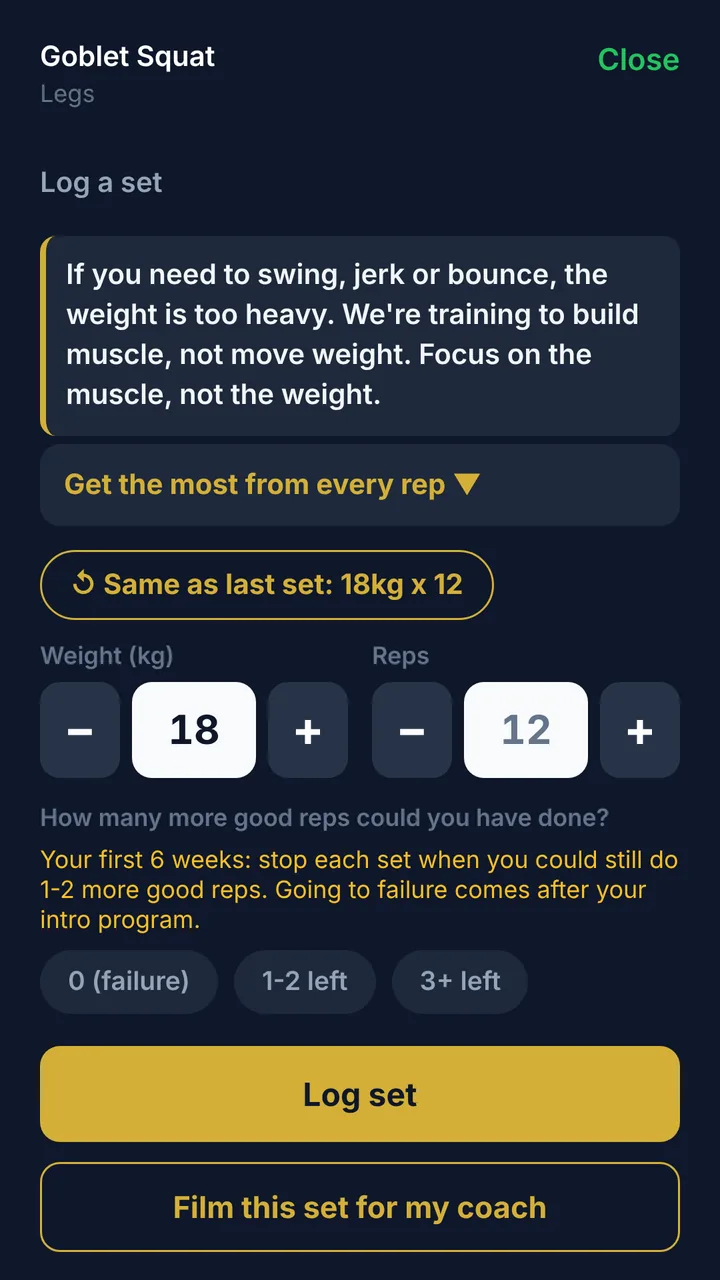 Goblet Squat
Close
Legs
Log a set
If you need to swing, jerk or bounce, the
weight is too heavy. We're training to build
muscle, not move weight. Focus on the
muscle, not the weight.
Get the most from every rep ▼
↺ Same as last set: 18kg x 12
Weight (kg)
Reps
− 18 + − 12 +
How many more good reps could you have done?
Your first 6 weeks: stop each set when you could still do
1-2 more good reps. Going to failure comes after your
intro program.
0 (failure) 1-2 left 3+ left
Log set
Film this set for my coach